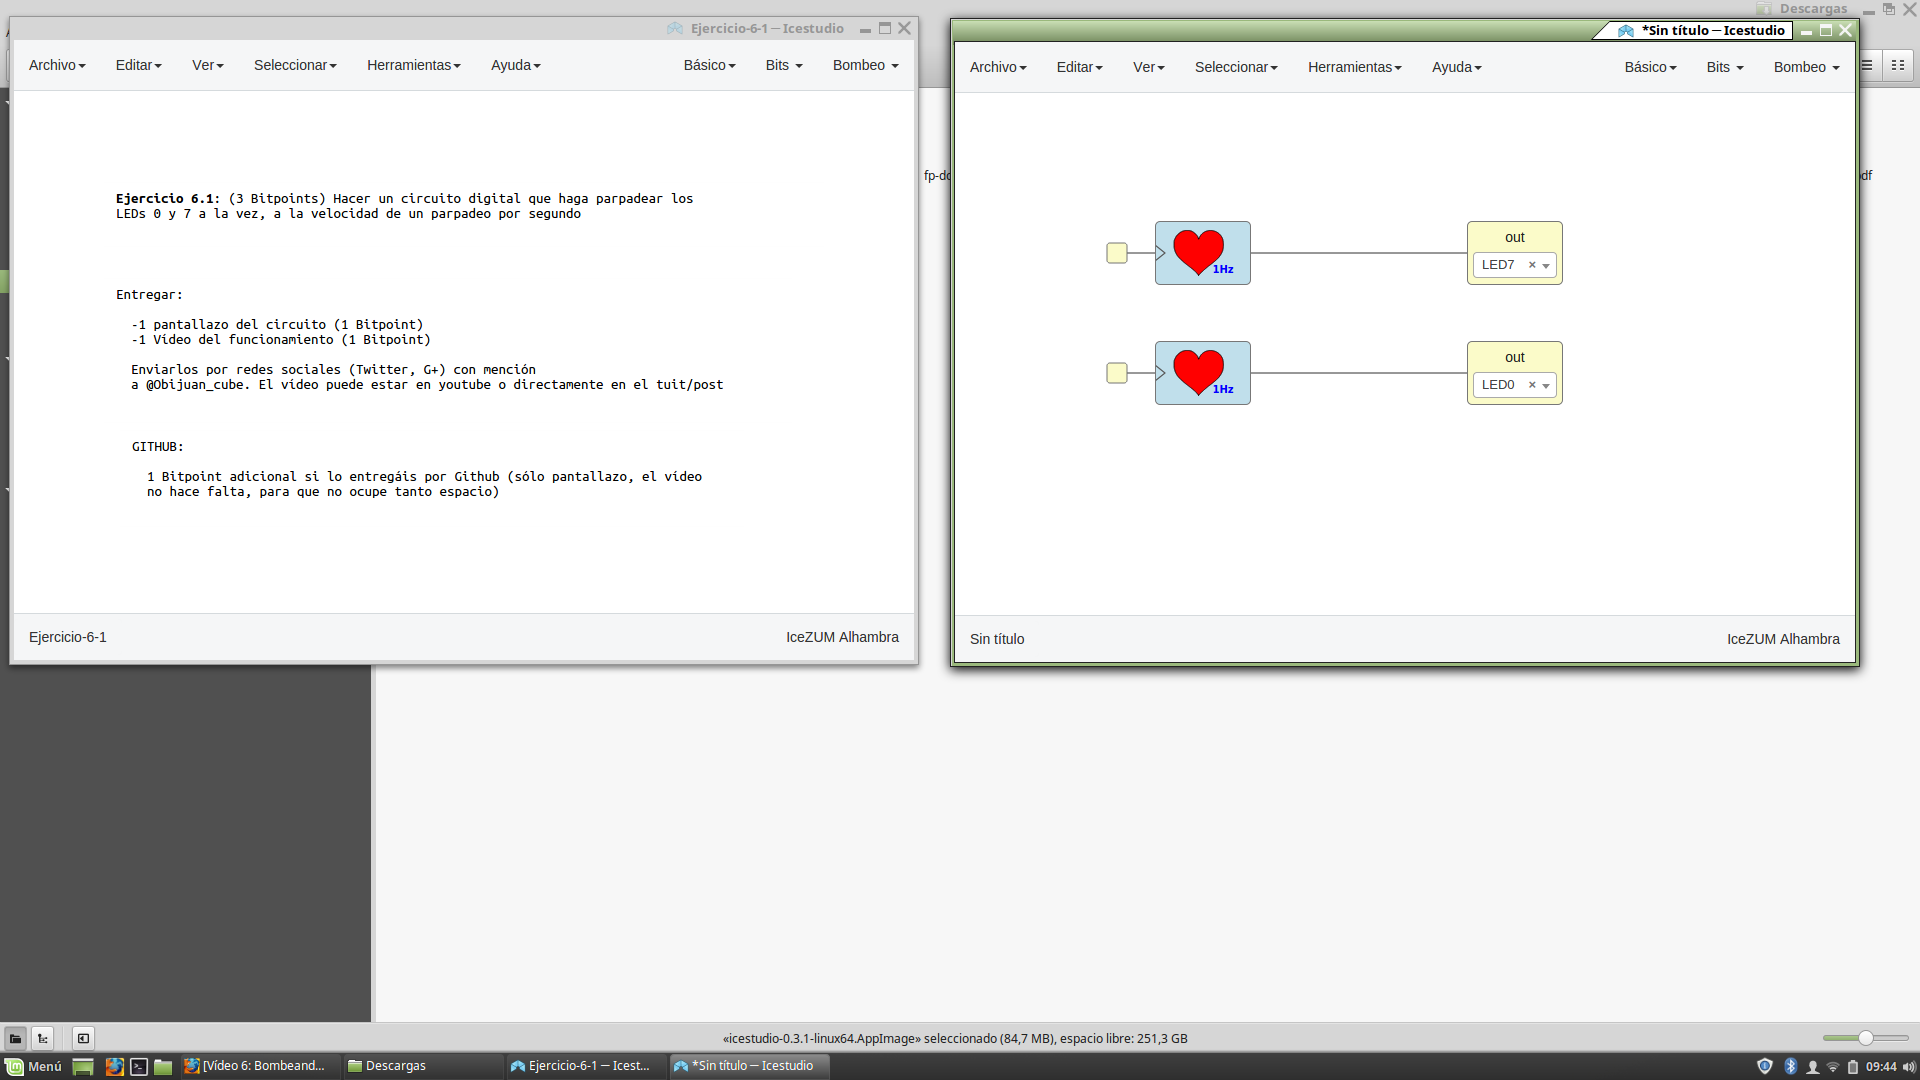 Descargas
Ejercicio-6-1 — Icestudio
Archivo Editar Ver Seleccionar Herramientas Ayuda Básico Bits Bombeo
Ejercicio 6.1: (3 Bitpoints) Hacer un circuito digital que haga parpadear los
LEDs 0 y 7 a la vez, a la velocidad de un parpadeo por segundo
Entregar:
-1 pantallazo del circuito (1 Bitpoint)
-1 Vídeo del funcionamiento (1 Bitpoint)
Enviarlos por redes sociales (Twitter, G+) con mención
a @Obijuan_cube. El vídeo puede estar en youtube o directamente en el tuit/post
GITHUB:
1 Bitpoint adicional si lo entregáis por Github (sólo pantallazo, el vídeo
no hace falta, para que no ocupe tanto espacio)
Ejercicio-6-1
IceZUM Alhambra
*Sin título — Icestudio
Archivo Editar Ver Seleccionar Herramientas Ayuda Básico Bits Bombeo
1Hz
out
LED7 ×
1Hz
out
LED0 ×
Sin título
IceZUM Alhambra
«icestudio-0.3.1-linux64.AppImage» seleccionado (84,7 MB), espacio libre: 251,3 GB
Menú
[Vídeo 6: Bombeand...
Descargas
Ejercicio-6-1 — Icest...
*Sin título — Icestudio
09:44